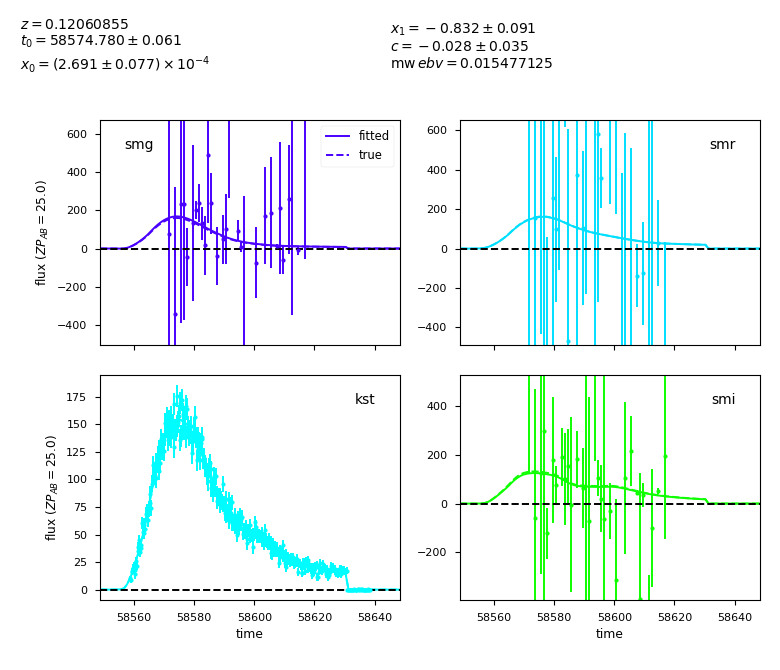 z = 0.12060855
t₀ = 58574.780 ± 0.061
x₀ = (2.691 ± 0.077) × 10⁻⁴
x₁ = −0.832 ± 0.091
c = −0.028 ± 0.035
mw ebv = 0.015477125
smg
fitted
true
600
400
200
0
−200
−400
flux (ZP_AB = 25.0)
smr
600
400
200
0
−200
−400
kst
175
150
125
100
75
50
25
0
flux (ZP_AB = 25.0)
58560 58580 58600 58620 58640
time
smi
400
200
0
−200
58560 58580 58600 58620 58640
time